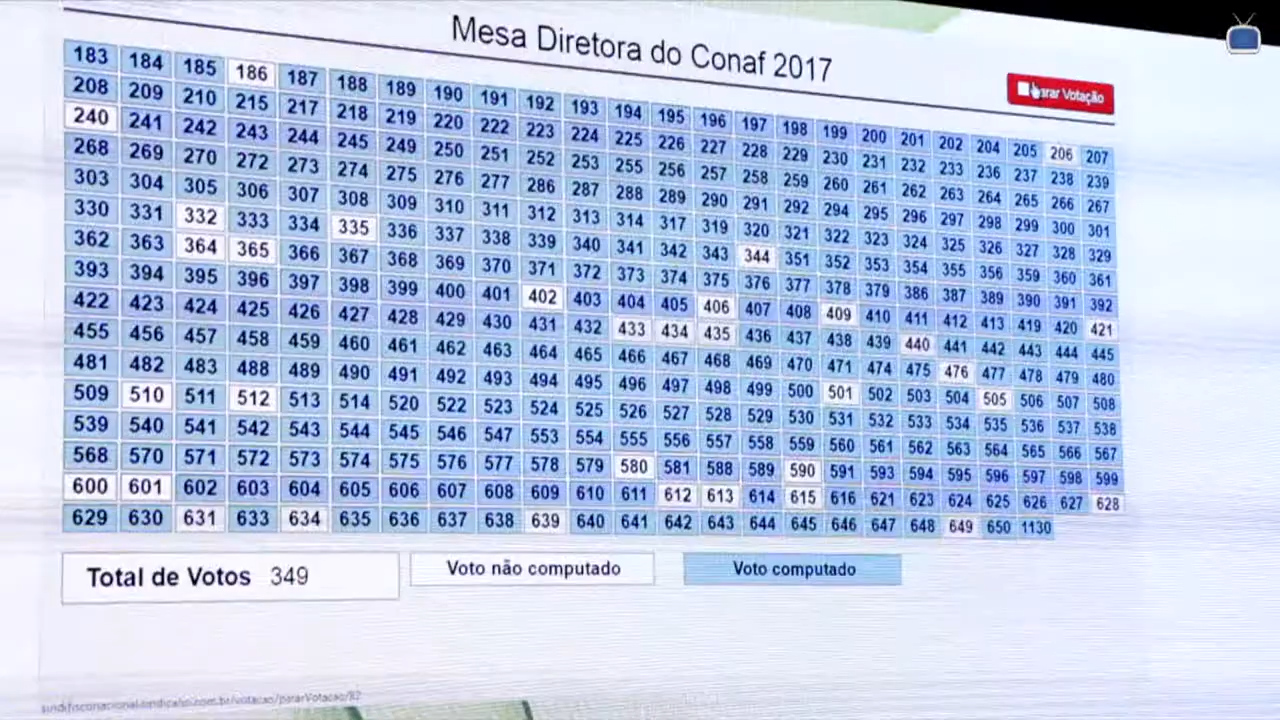 Mesa Diretora do Conaf 2017
Parar Votação
183 184 185 186 187 188 189 190 191 192 193 194 195 196 197 198 199 200 201 202 204 205 206 207
208 209 210 215 217 218 219 220 222 223 224 225 226 227 228 229 230 231 232 233 236 237 238 239
240 241 242 243 244 245 249 250 251 252 253 255 256 257 258 259 260 261 262 263 264 265 266 267
268 269 270 272 273 274 275 276 277 286 287 288 289 290 291 292 294 295 296 297 298 299 300 301
303 304 305 306 307 308 309 310 311 312 313 314 317 319 320 321 322 323 324 325 326 327 328 329
330 331 332 333 334 335 336 337 338 339 340 341 342 343 344 351 352 353 354 355 356 359 360 361
362 363 364 365 366 367 368 369 370 371 372 373 374 375 376 377 378 379 386 387 389 390 391 392
393 394 395 396 397 398 399 400 401 402 403 404 405 406 407 408 409 410 411 412 413 419 420 421
422 423 424 425 426 427 428 429 430 431 432 433 434 435 436 437 438 439 440 441 442 443 444 445
455 456 457 458 459 460 461 462 463 464 465 466 467 468 469 470 471 474 475 476 477 478 479 480
481 482 483 488 489 490 491 492 493 494 495 496 497 498 499 500 501 502 503 504 505 506 507 508
509 510 511 512 513 514 520 522 523 524 525 526 527 528 529 530 531 532 533 534 535 536 537 538
539 540 541 542 543 544 545 546 547 553 554 555 556 557 558 559 560 561 562 563 564 565 566 567
568 570 571 572 573 574 575 576 577 578 579 580 581 588 589 590 591 593 594 595 596 597 598 599
600 601 602 603 604 605 606 607 608 609 610 611 612 613 614 615 616 621 623 624 625 626 627 628
629 630 631 633 634 635 636 637 638 639 640 641 642 643 644 645 646 647 648 649 650 1130
Total de Votos 349 Voto não computado Voto computado